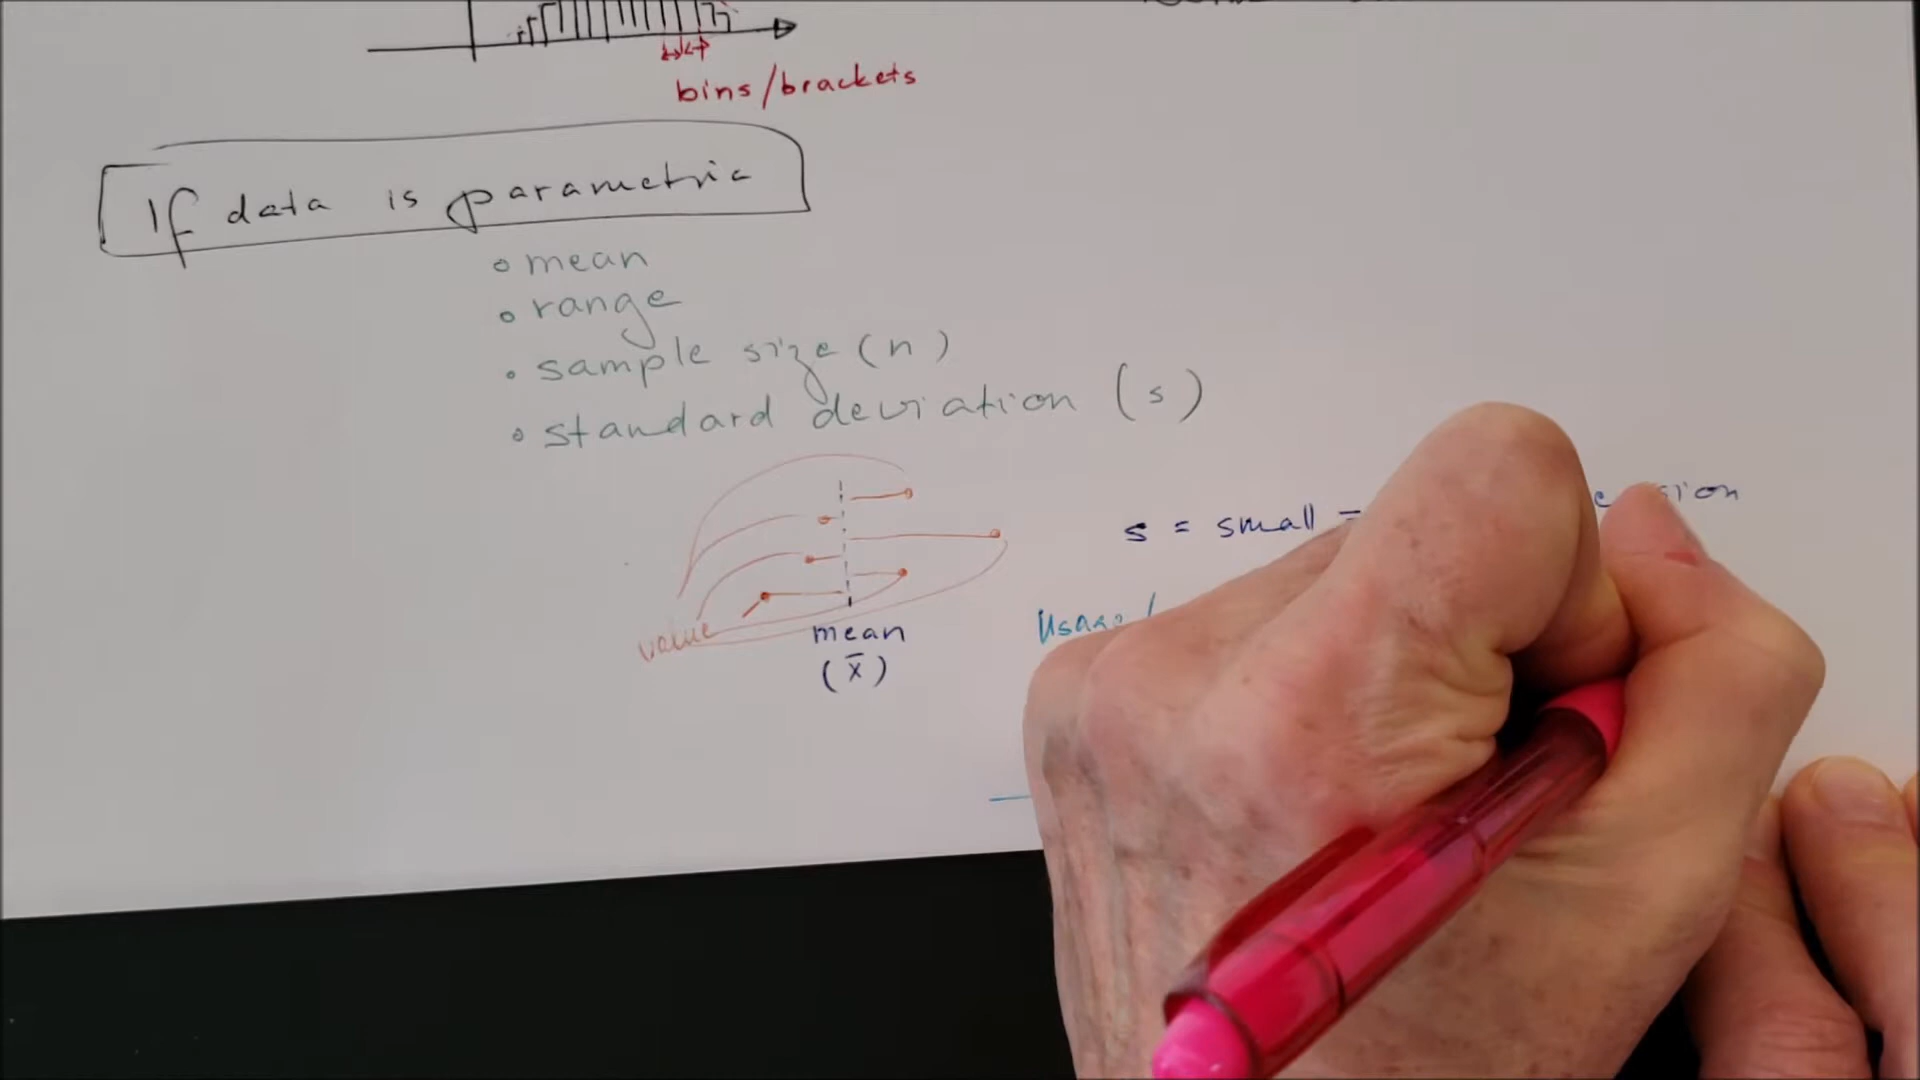 bins/brackets
If data is parametric
• mean
• range
• sample size (n)
• standard deviation (s)
s = small =
value
mean
(x̄)